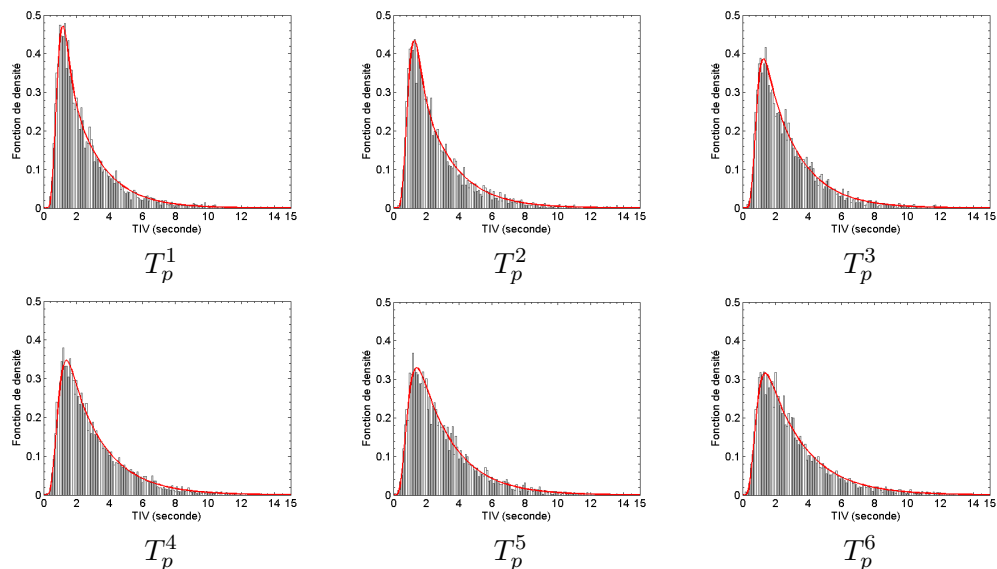 0.5 0.5 0.5
0.4 0.4 0.4
0.3 0.3 0.3
0.2 0.2 0.2
0.1 0.1 0.1
0 0 0
Fonction de densité Fonction de densité Fonction de densité
0 2 4 6 8 10 12 14 15 0 2 4 6 8 10 12 14 15 0 2 4 6 8 10 12 14 15
TIV (seconde) TIV (seconde) TIV (seconde)
T_p^1 T_p^2 T_p^3
0.5 0.5 0.5
0.4 0.4 0.4
0.3 0.3 0.3
0.2 0.2 0.2
0.1 0.1 0.1
0 0 0
Fonction de densité Fonction de densité Fonction de densité
0 2 4 6 8 10 12 14 15 0 2 4 6 8 10 12 14 15 0 2 4 6 8 10 12 14 15
TIV (seconde) TIV (seconde) TIV (seconde)
T_p^4 T_p^5 T_p^6